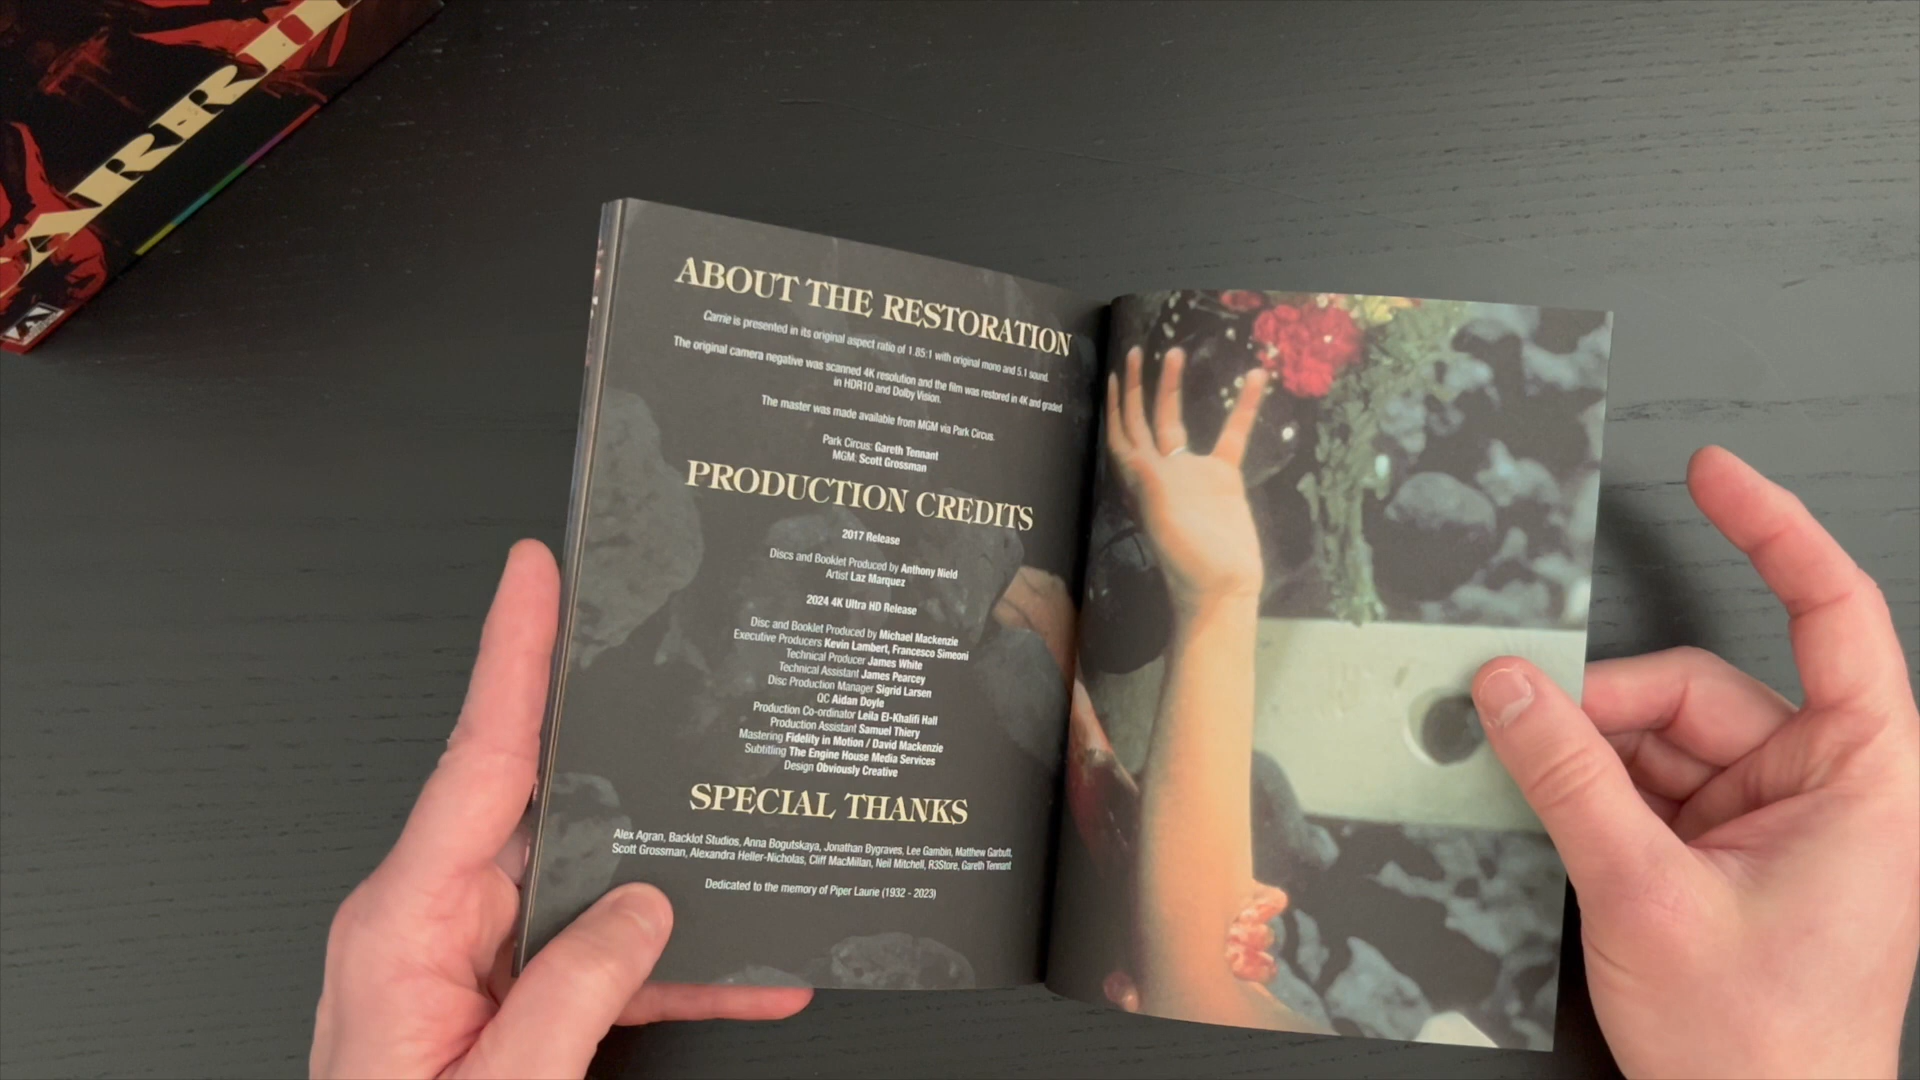 ARRI
ABOUT THE RESTORATION
Carrie is presented in its original aspect ratio of 1.85:1 with original mono and 5.1 sound.
The original camera negative was scanned 4K resolution and the film was restored in 4K and graded
in HDR10 and Dolby Vision.
The master was made available from MGM via Park Circus.
Park Circus: Gareth Tennant
MGM: Scott Grossman
PRODUCTION CREDITS
2017 Release
Discs and Booklet Produced by Anthony Nield
Artist Laz Marquez
2024 4K Ultra HD Release
Disc and Booklet Produced by Michael Mackenzie
Executive Producers Kevin Lambert, Francesco Simeoni
Technical Producer James White
Technical Assistant James Pearcey
Disc Production Manager Sigrid Larsen
QC Aidan Doyle
Production Co-ordinator Leila El-Khalifi Hall
Production Assistant Samuel Thiery
Mastering Fidelity in Motion / David Mackenzie
Subtitling The Engine House Media Services
Design Obviously Creative
SPECIAL THANKS
Alex Agran, Backlot Studios, Anna Bogutskaya, Jonathan Bygraves, Lee Gambin, Matthew Garbutt,
Scott Grossman, Alexandra Heller-Nicholas, Cliff MacMillan, Neil Mitchell, R3Store, Gareth Tennant
Dedicated to the memory of Piper Laurie (1932 - 2023)